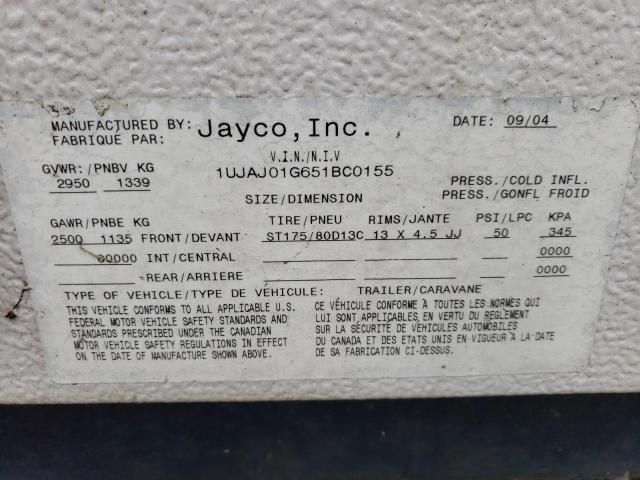 MANUFACTURED BY: Jayco, Inc. DATE: 09/04
FABRIQUE PAR:
V.I.N./N.I.V
GVWR:/PNBV KG 1UJAJ01G651BC0155
2950 1339 PRESS./COLD INFL.
SIZE/DIMENSION PRESS./GONFL FROID
GAWR/PNBE KG TIRE/PNEU RIMS/JANTE PSI/LPC KPA
2500 1135 FRONT/DEVANT ST175/80D13C 13 X 4.5 JJ 50 345
00000 INT/CENTRAL 0000
REAR/ARRIERE 0000
TYPE OF VEHICLE/TYPE DE VÉHICULE: TRAILER/CARAVANE
THIS VEHICLE CONFORMS TO ALL APPLICABLE U.S.
FEDERAL MOTOR VEHICLE SAFETY STANDARDS AND
STANDARDS PRESCRIBED UNDER THE CANADIAN
MOTOR VEHICLE SAFETY REGULATIONS IN EFFECT
ON THE DATE OF MANUFACTURE SHOWN ABOVE.
CE VÉHICULE CONFORME À TOUTES LES NORMES QUI
LUI SONT APPLICABLES EN VERTU DU REGLEMENT
SUR LA SÉCURITÉ DE VÉHICULES AUTOMOBILES
DU CANADA ET DES ETATS UNIS EN VIGUEUR À LA DATE
DE SA FABRICATION CI-DESSUS.